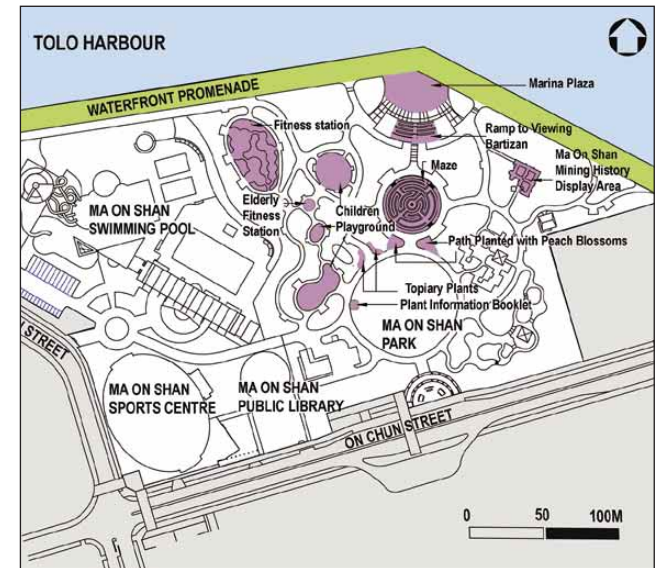 TOLO HARBOUR
WATERFRONT PROMENADE
Marina Plaza
Fitness station
Ramp to Viewing
Bartizan
Maze
Ma On Shan
Mining History
Display Area
Elderly
Fitness
Station
Children
Playground
MA ON SHAN
SWIMMING POOL
Path Planted with Peach Blossoms
Topiary Plants
Plant Information Booklet
MA ON SHAN
PARK
N STREET
MA ON SHAN
SPORTS CENTRE
MA ON SHAN
PUBLIC LIBRARY
ON CHUN STREET
0 50 100M